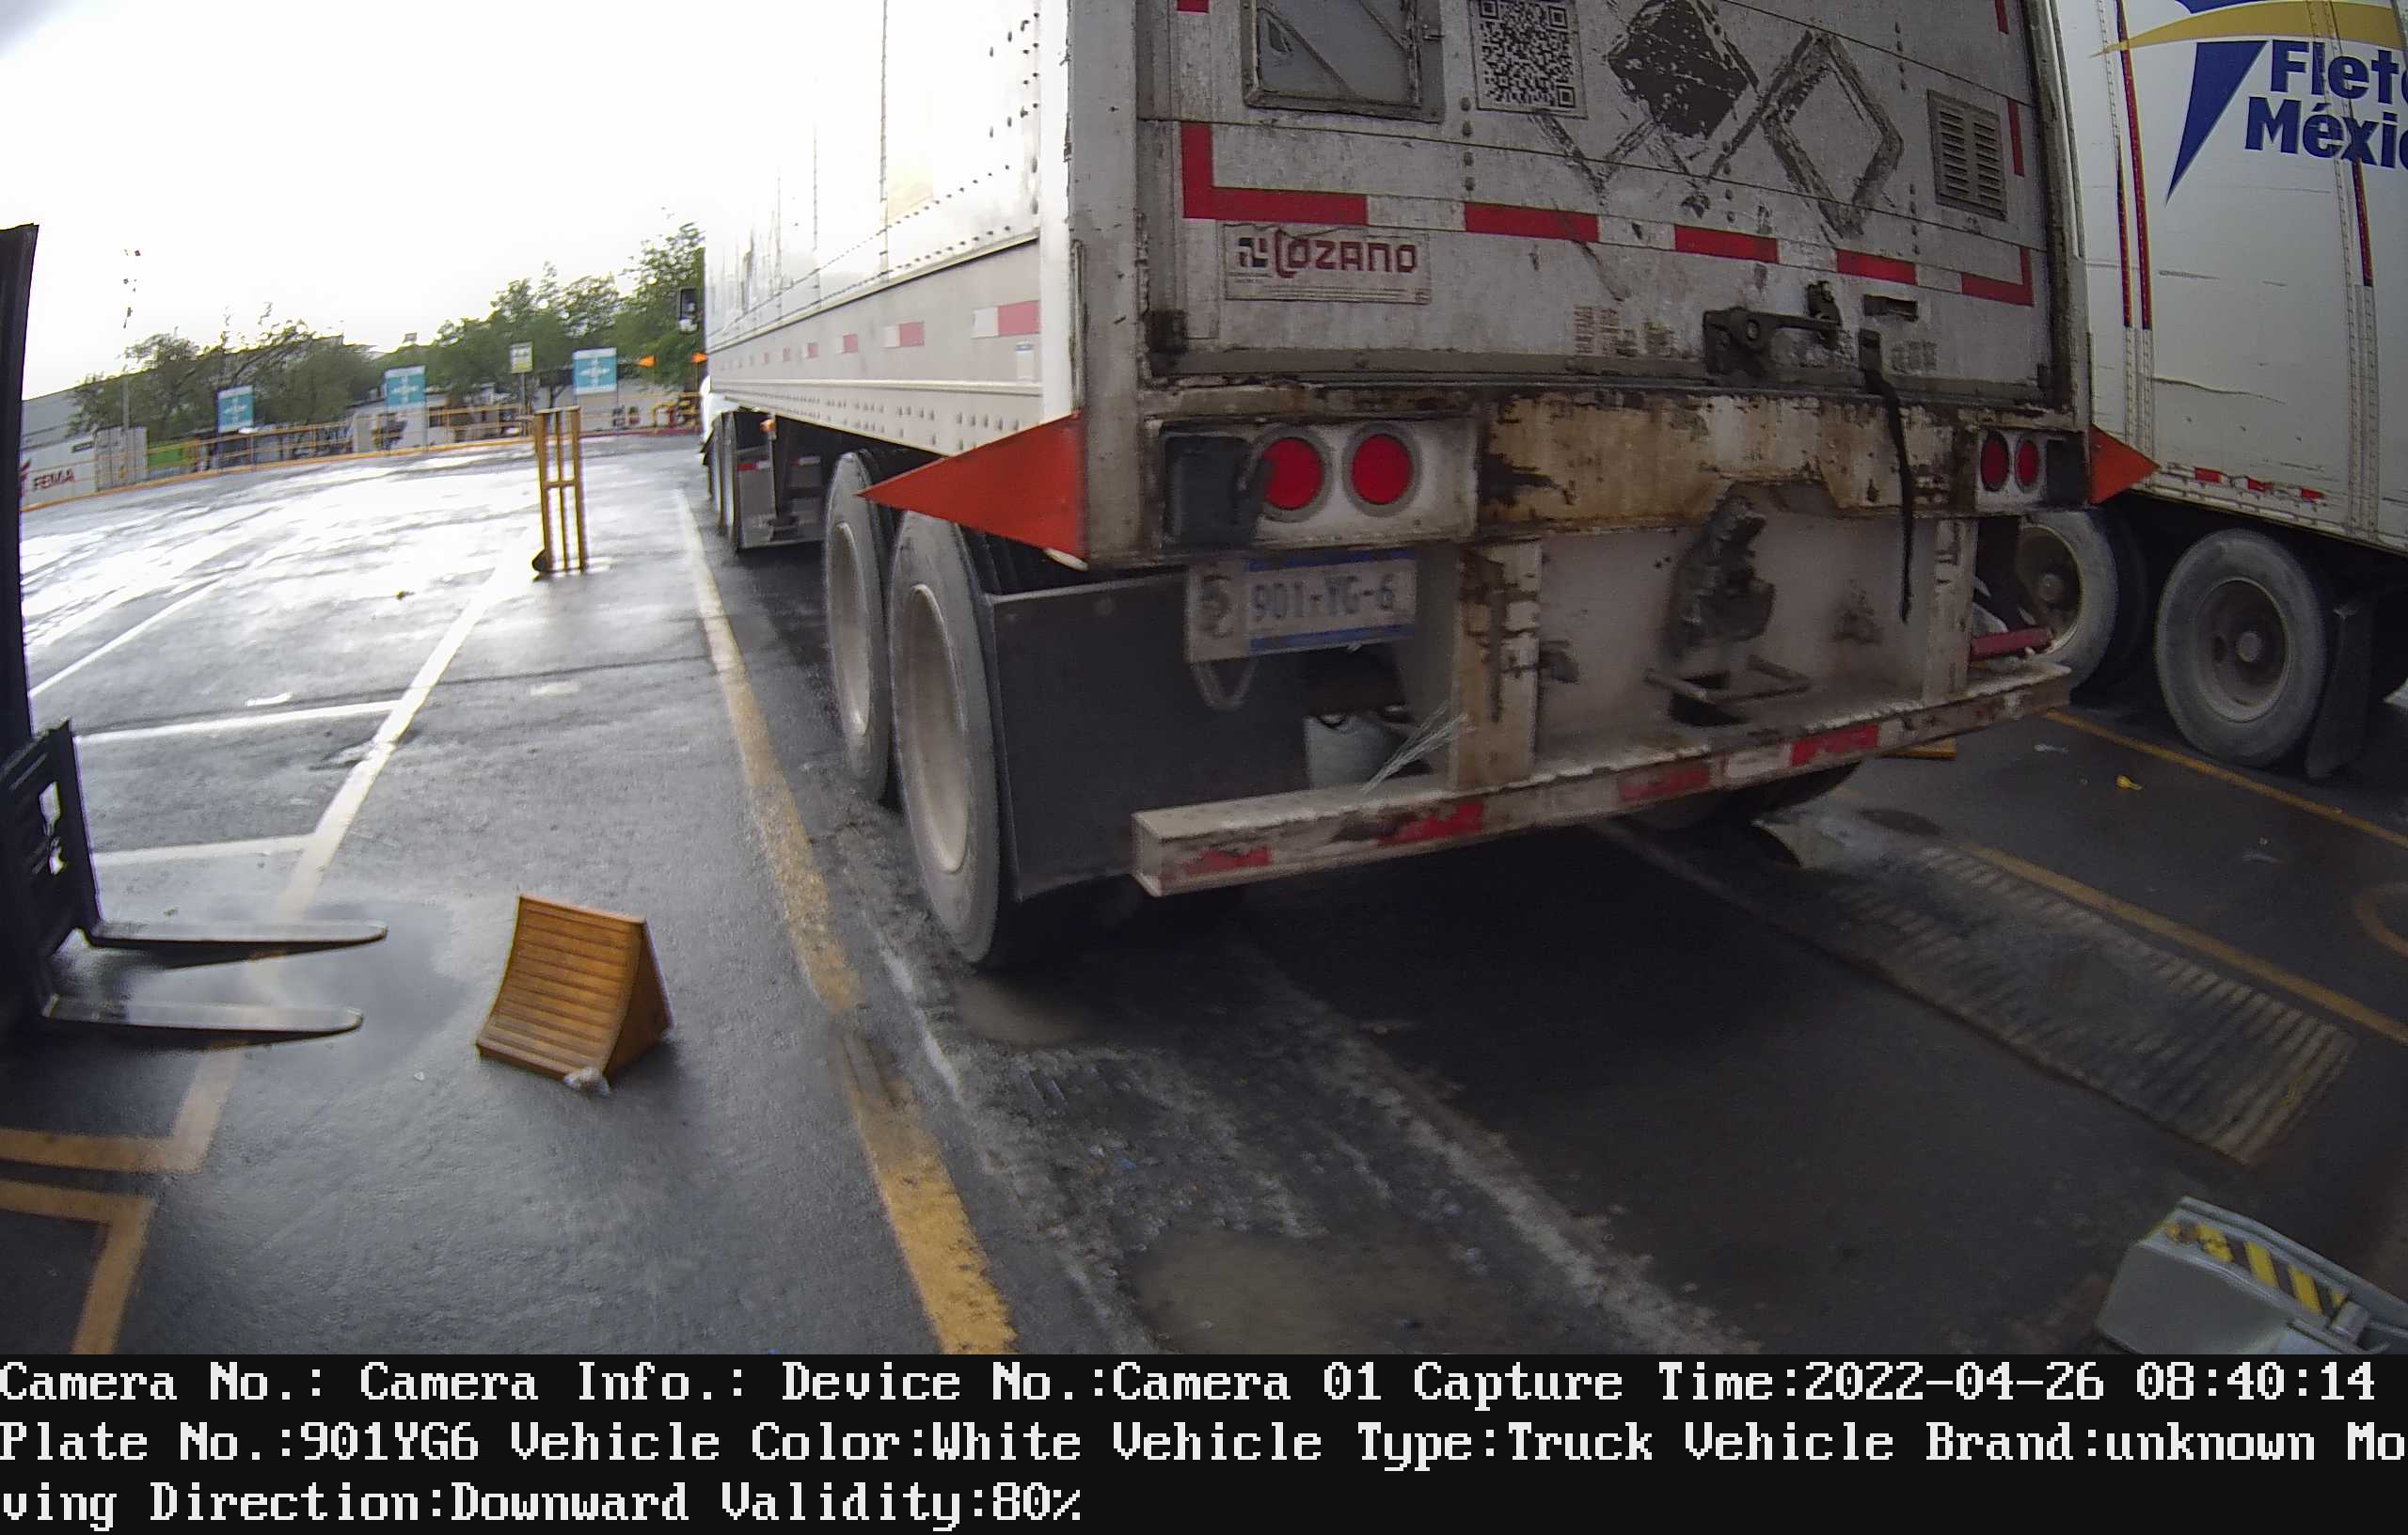 Flet
Méxi
LOZANO
FEMA
901-YG-6
Camera No.: Camera Info.: Device No.:Camera 01 Capture Time:2022-04-26 08:40:14
Plate No.:901YG6 Vehicle Color:White Vehicle Type:Truck Vehicle Brand:unknown Mo
ving Direction:Downward Validity:80%